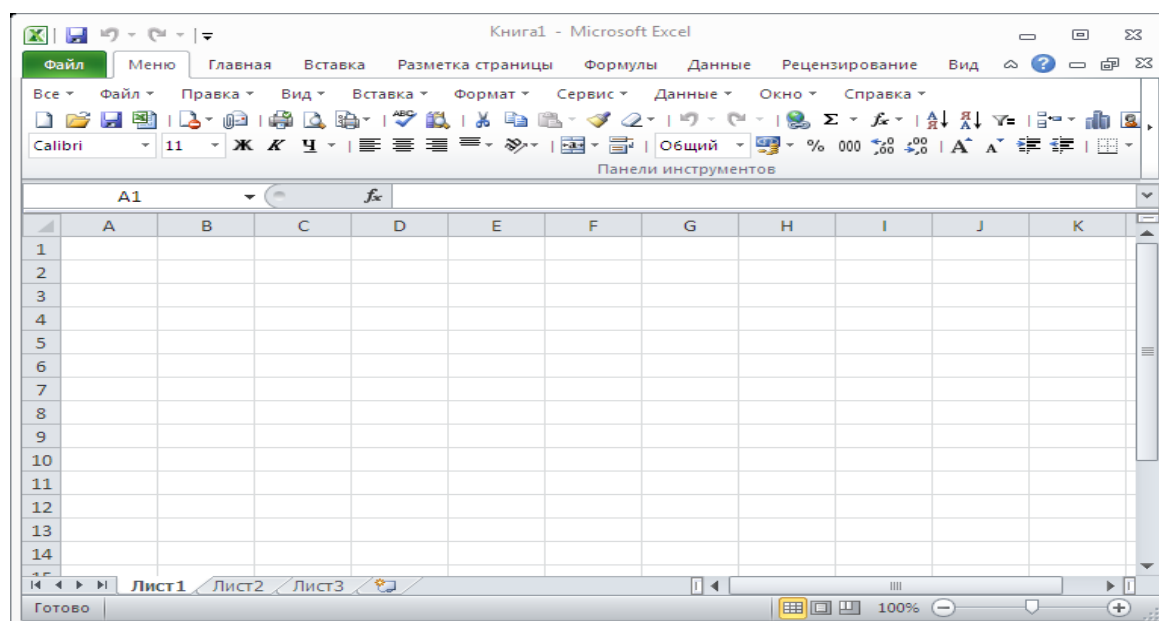 Книга1 - Microsoft Excel
Файл Меню Главная Вставка Разметка страницы Формулы Данные Рецензирование Вид
Все Файл Правка Вид Вставка Формат Сервис Данные Окно Справка
Calibri 11 Ж К Ч Общий % 000
Панели инструментов
A1 fx
A B C D E F G H I J K
1
2
3
4
5
6
7
8
9
10
11
12
13
14
Лист1 Лист2 Лист3
Готово 100%